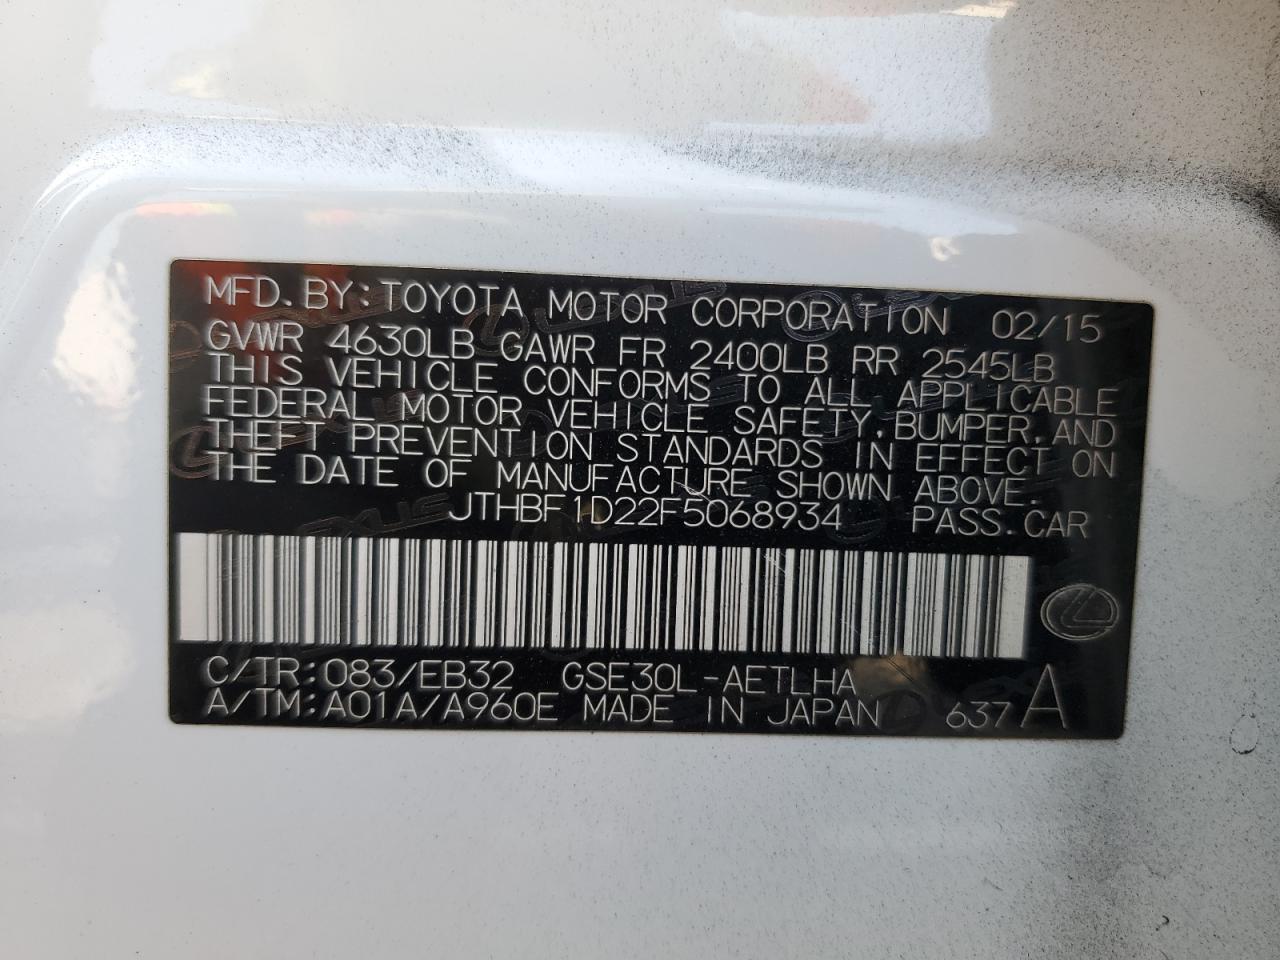 MFD.BY:TOYOTA MOTOR CORPORATION 02/15
GVWR 4630LB GAWR FR 2400LB RR 2545LB
THIS VEHICLE CONFORMS TO ALL APPLICABLE
FEDERAL MOTOR VEHICLE SAFETY,BUMPER,AND
THEFT PREVENTION STANDARDS IN EFFECT ON
THE DATE OF MANUFACTURE SHOWN ABOVE.
JTHBF1D22F5068934 PASS.CAR
C/TR:083/EB32 GSE30L-AETLHA
A/TM:A01A/A960E MADE IN JAPAN 637A